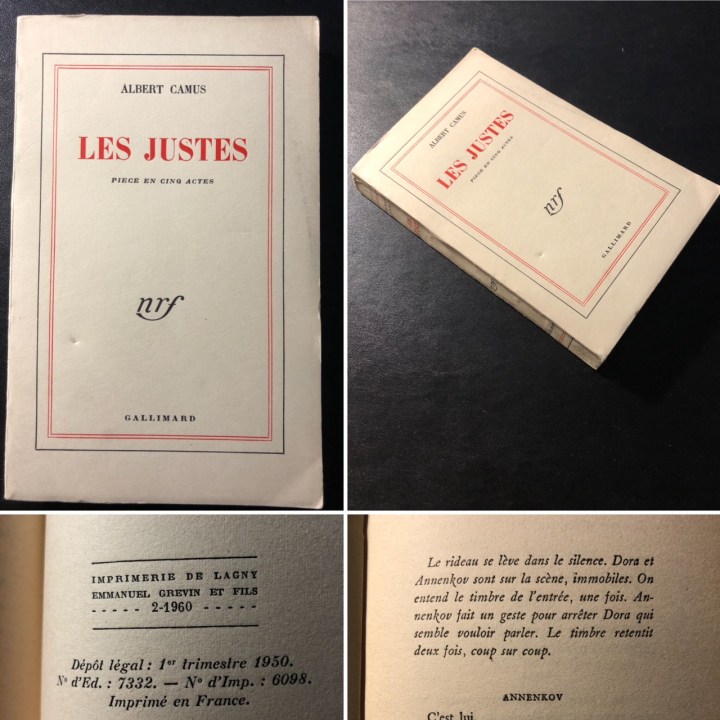 ALBERT CAMUS
LES JUSTES
PIECE EN CINQ ACTES
nrf
GALLIMARD
ALBERT CAMUS
LES JUSTES
PIECE EN CINQ ACTES
nrf
GALLIMARD
IMPRIMERIE DE LAGNY
EMMANUEL GREVIN ET FILS
- - - - - 2-1960 - - - - -
Dépôt légal : 1er trimestre 1950.
N° d'Ed. : 7332. — N° d'Imp. : 6098.
Imprimé en France.
Le rideau se lève dans le silence. Dora et
Annenkov sont sur la scène, immobiles. On
entend le timbre de l'entrée, une fois. An-
nenkov fait un geste pour arrêter Dora qui
semble vouloir parler. Le timbre retentit
deux fois, coup sur coup.
ANNENKOV
C'est lui